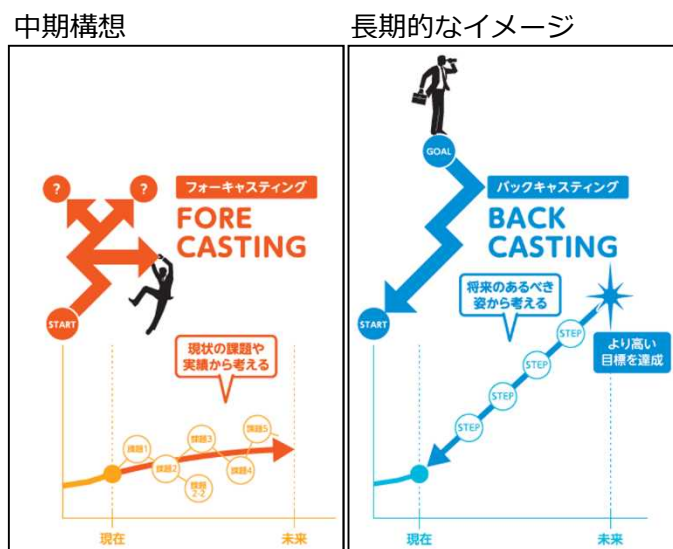 中期構想
?
?
フォーキャスティング
FORE
CASTING
START
現状の課題や
実績から考える
課題1
課題2
課題
2-2
課題3
課題4
課題5
現在
未来
長期的なイメージ
GOAL
バックキャスティング
BACK
CASTING
START
将来のあるべき
姿から考える
より高い
目標を達成
STEP
STEP
STEP
STEP
現在
未来